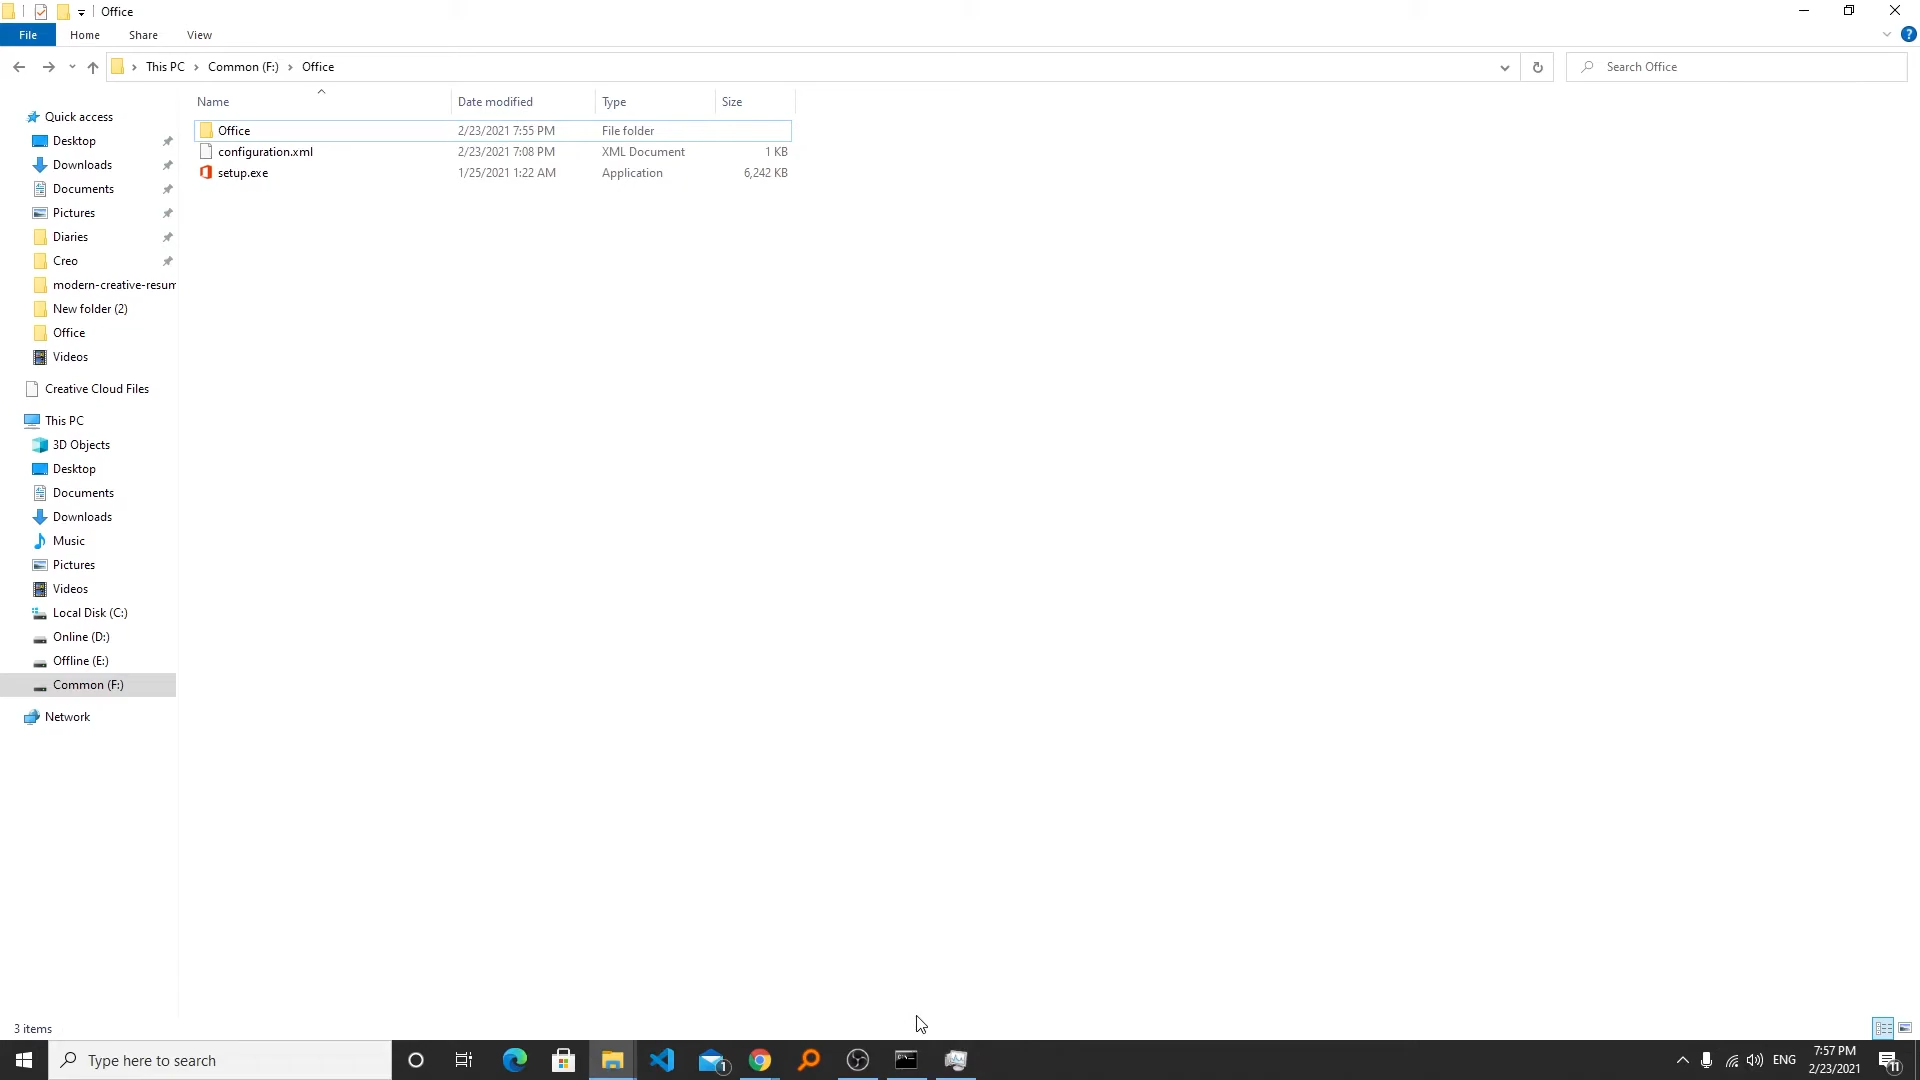 Office
File Home Share View
This PC Common (F:) Office
Search Office
Name Date modified Type Size
Office 2/23/2021 7:55 PM File folder
configuration.xml 2/23/2021 7:08 PM XML Document 1 KB
setup.exe 1/25/2021 1:22 AM Application 6,242 KB
Quick access
Desktop
Downloads
Documents
Pictures
Diaries
Creo
modern-creative-resum
New folder (2)
Office
Videos
Creative Cloud Files
This PC
3D Objects
Desktop
Documents
Downloads
Music
Pictures
Videos
Local Disk (C:)
Online (D:)
Offline (E:)
Common (F:)
Network
3 items
Type here to search
1
ENG
7:57 PM
2/23/2021
11